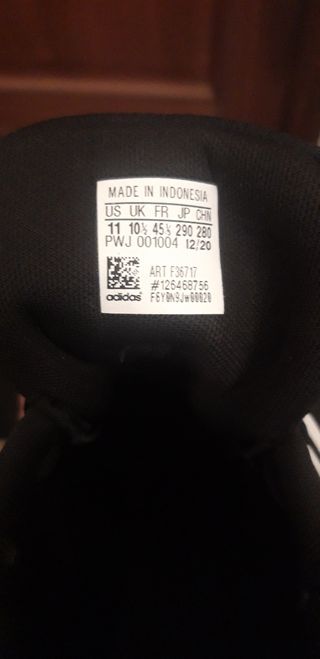 MADE IN INDONESIA
US UK FR JP CHN
11 10½ 45⅓ 290 280
PWJ 001004 12/20
ART F36717
#126468756
adidas® F6Y0N9JW00020